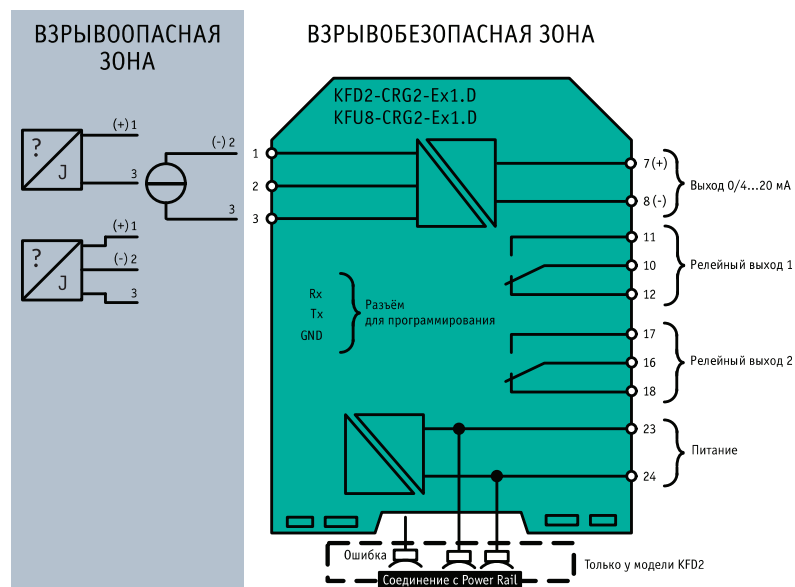 ВЗРЫВООПАСНАЯ
ЗОНА
ВЗРЫВОБЕЗОПАСНАЯ ЗОНА
KFD2-CRG2-Ex1.D
KFU8-CRG2-Ex1.D
(+) 1
?
J
3
(-) 2
3
(+) 1
?
J
(-) 2
3
1
2
3
7 (+)
8 (-)
Выход 0/4...20 мА
11
10
12
Релейный выход 1
Rx
Tx
GND
Разъём
для программирования
17
16
18
Релейный выход 2
23
24
Питание
Ошибка
Соединение с Power Rail
Только у модели KFD2